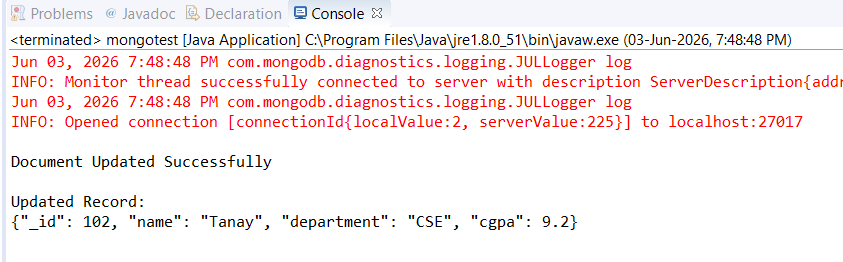 Problems @ Javadoc Declaration Console
<terminated> mongotest [Java Application] C:\Program Files\Java\jre1.8.0_51\bin\javaw.exe (03-Jun-2026, 7:48:48 PM)
Jun 03, 2026 7:48:48 PM com.mongodb.diagnostics.logging.JULLogger log
INFO: Monitor thread successfully connected to server with description ServerDescription{addr
Jun 03, 2026 7:48:48 PM com.mongodb.diagnostics.logging.JULLogger log
INFO: Opened connection [connectionId{localValue:2, serverValue:225}] to localhost:27017
Document Updated Successfully
Updated Record:
{"_id": 102, "name": "Tanay", "department": "CSE", "cgpa": 9.2}